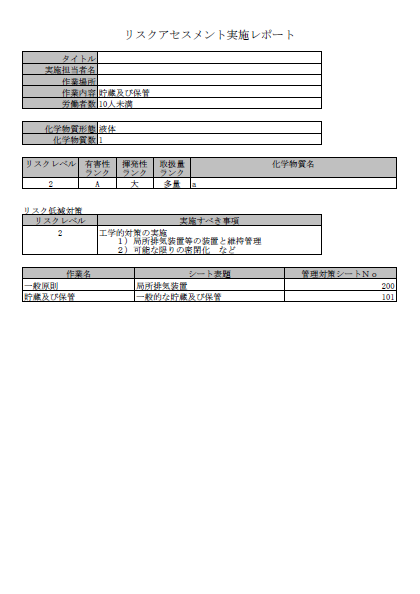 リスクアセスメント実施レポート
タイトル
実施担当者名
作業場所
作業内容 貯蔵及び保管
労働者数 10人未満
化学物質形態 液体
化学物質数 1
リスクレベル 有害性ランク 揮発性ランク 取扱量ランク 化学物質名
2 A 大 多量 a
リスク低減対策
リスクレベル 実施すべき事項
2 工学的対策の実施
1）局所排気装置等の装置と維持管理
2）可能な限りの密閉化 など
作業名 シート表題 管理対策シートＮｏ
一般原則 局所排気装置 200
貯蔵及び保管 一般的な貯蔵及び保管 101